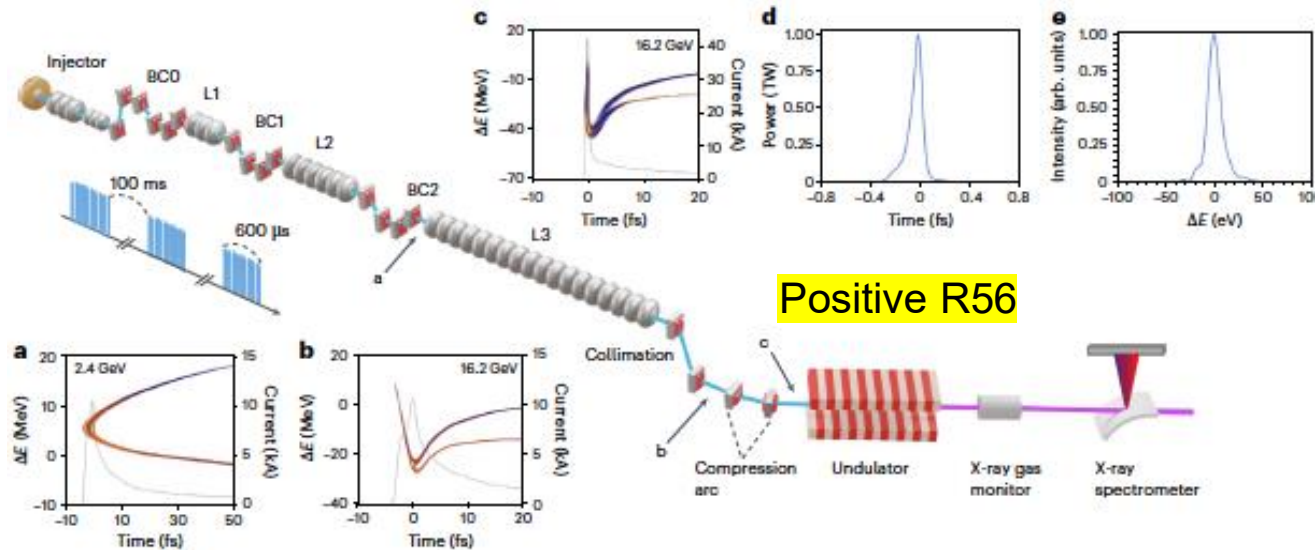 c
20
0
−10
−40
−70
ΔE (MeV)
16.2 GeV
40
30
20
10
0
Current (kA)
−10
0
10
20
Time (fs)
d
1.00
0.75
0.50
0.25
0
Power (TW)
−0.8
−0.4
0
0.4
0.8
Time (fs)
e
1.00
0.75
0.50
0.25
0
Intensity (arb. units)
−100
−50
0
50
100
ΔE (eV)
Injector
BC0
L1
BC1
L2
BC2
L3
100 ms
600 µs
a
Positive R56
Collimation
c
b
Compression
arc
Undulator
X-ray gas
monitor
X-ray
spectrometer
a
20
10
0
−10
ΔE (MeV)
2.4 GeV
15
10
5
0
Current (kA)
−10
10
30
50
Time (fs)
b
20
0
−20
−40
ΔE (MeV)
16.2 GeV
15
10
5
0
Current (kA)
−10
0
10
20
Time (fs)